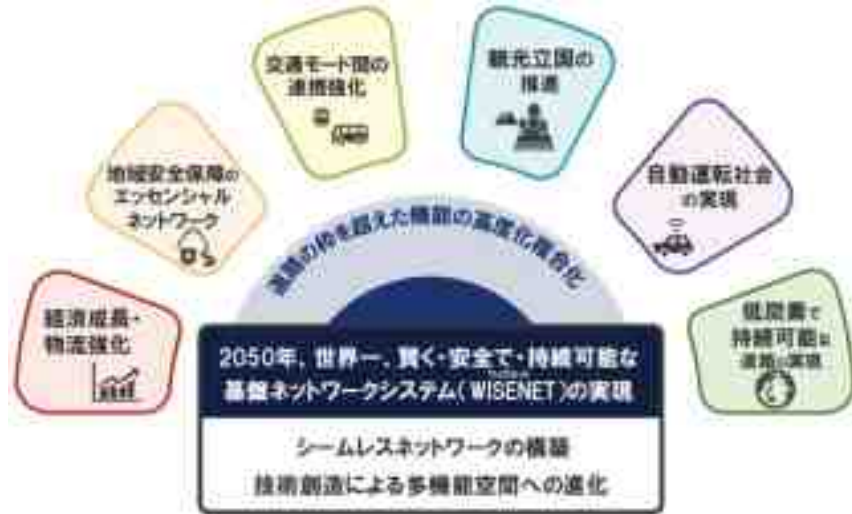 交通モード間の
連携強化
観光立国の
推進
地域安全保障の
エッセンシャル
ネットワーク
自動運転社会
の実現
道路の枠を超えた機能の高度化複合化
経済成長・
物流強化
低炭素で
持続可能な
道路の実現
2050年、世界一、賢く・安全で・持続可能な
基盤ネットワークシステム(WISENET)の実現
シームレスネットワークの構築
技術創造による多機能空間への進化